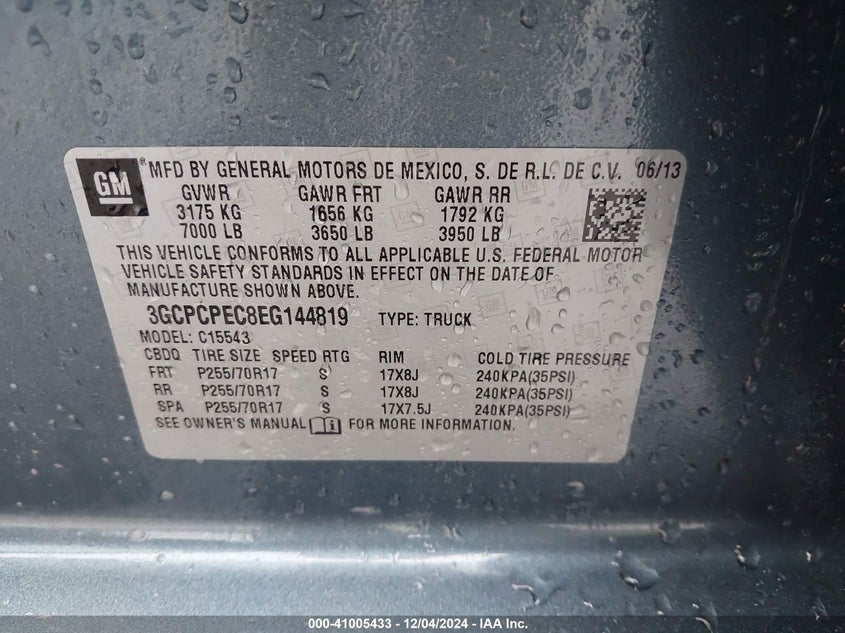 GM ® MFD BY GENERAL MOTORS DE MEXICO, S. DE R.L. DE C.V. 06/13
GVWR GAWR FRT GAWR RR
3175 KG 1656 KG 1792 KG
7000 LB 3650 LB 3950 LB
THIS VEHICLE CONFORMS TO ALL APPLICABLE U.S. FEDERAL MOTOR
VEHICLE SAFETY STANDARDS IN EFFECT ON THE DATE OF
MANUFACTURE SHOWN ABOVE.
3GCPCPEC8EG144819 TYPE: TRUCK
MODEL: C15543
CBDQ TIRE SIZE SPEED RTG RIM COLD TIRE PRESSURE
FRT P255/70R17 S 17X8J 240KPA(35PSI)
RR P255/70R17 S 17X8J 240KPA(35PSI)
SPA P255/70R17 S 17X7.5J 240KPA(35PSI)
SEE OWNER'S MANUAL i FOR MORE INFORMATION.
000-41005433 - 12/04/2024 - IAA Inc.